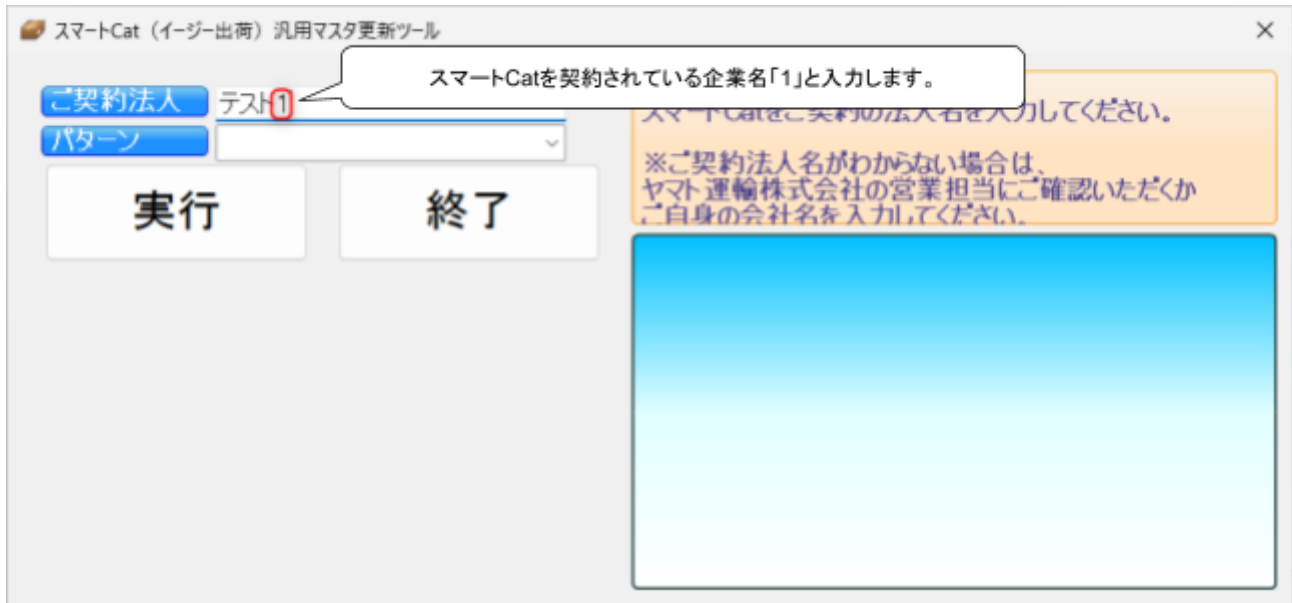 スマートCat（イージー出荷）汎用マスタ更新ツール
スマートCatを契約されている企業名「1」と入力します。
ご契約法人
テスト1
パターン
実行
終了
スマートCatをご契約の法人名を入力してください。
※ご契約法人名がわからない場合は、
ヤマト運輸株式会社の営業担当にご確認いただくか
ご自身の会社名を入力してください。